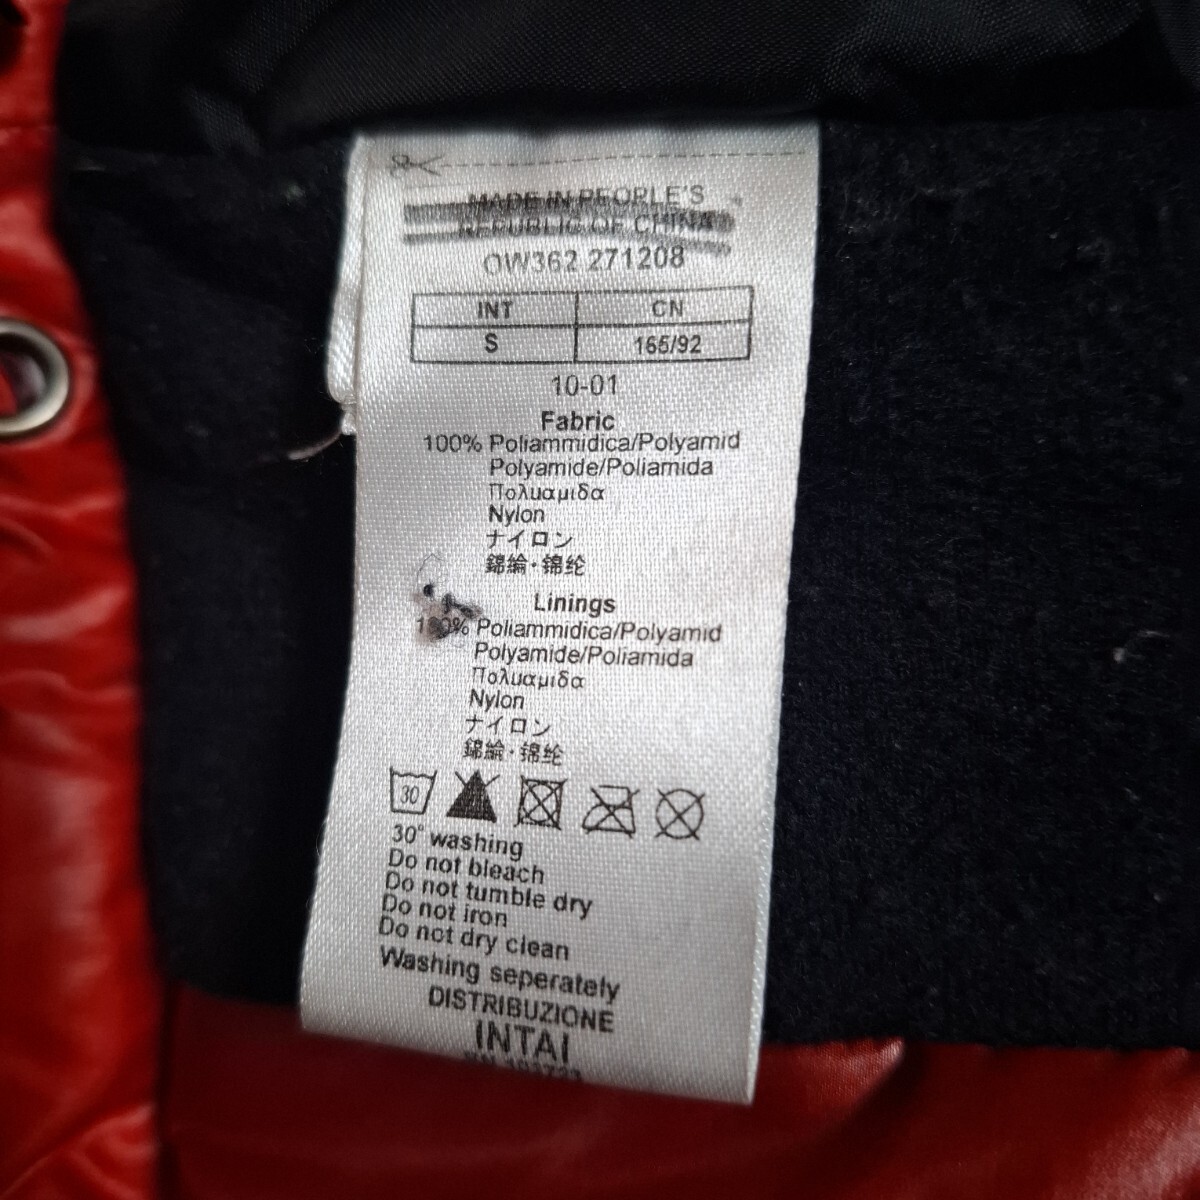 MADE IN PEORLE'S
REPUBLIC OF CHINA
OW362 271208
INT CN
S 165/92
10-01
Fabric
100% Poliammidica/Polyamid
Polyamide/Poliamida
Πολυαμιδα
Nylon
ナイロン
錦綸·锦纶
Linings
100% Poliammidica/Polyamid
Polyamide/Poliamida
Πολυαμιδα
Nylon
ナイロン
錦綸·锦纶
30
30° washing
Do not bleach
Do not tumble dry
Do not iron
Do not dry clean
Washing seperately
DISTRIBUZIONE
INTAI